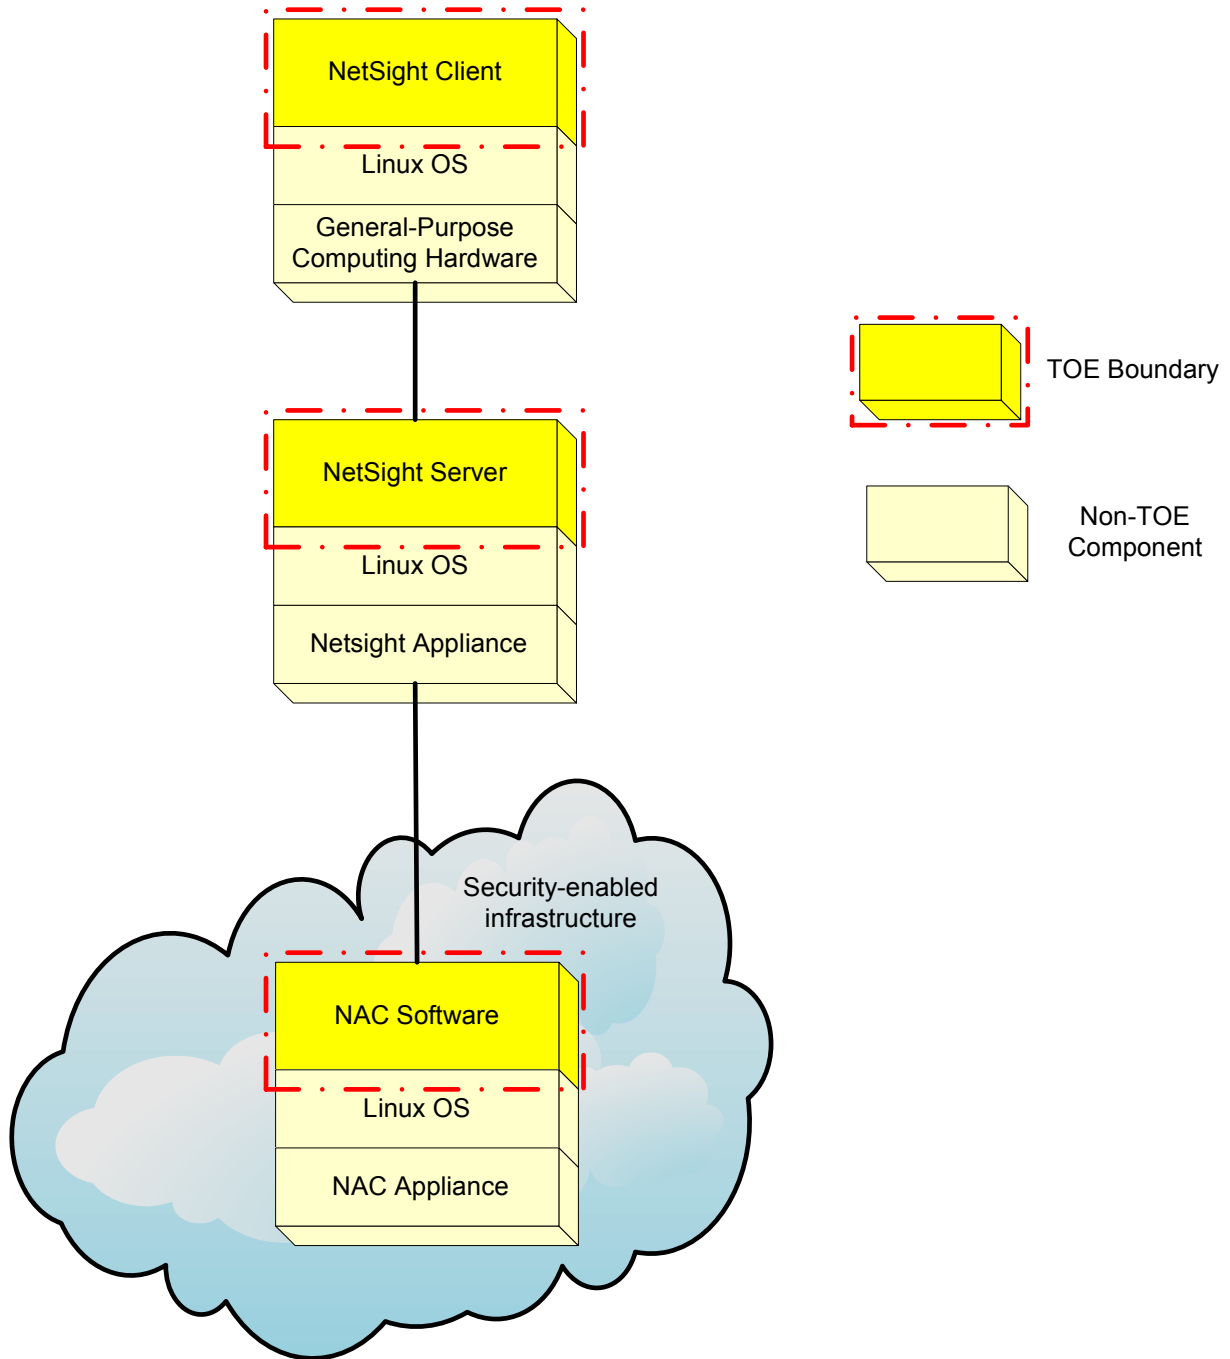 NetSight Client
Linux OS
General-Purpose
Computing Hardware
TOE Boundary
NetSight Server
Non-TOE
Component
Linux OS
Netsight Appliance
Security-enabled
infrastructure
NAC Software
Linux OS
NAC Appliance